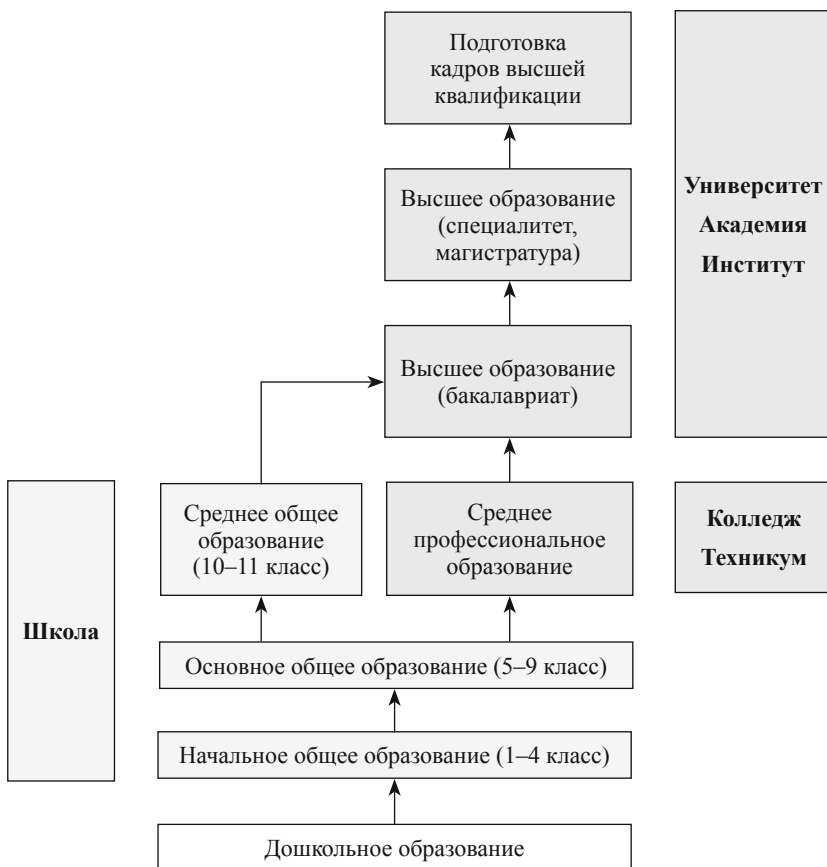 Подготовка
кадров высшей
квалификации
Высшее образование
(специалитет,
магистратура)
Университет
Академия
Институт
Высшее образование
(бакалавриат)
Школа
Среднее общее
образование
(10–11 класс)
Среднее
профессиональное
образование
Колледж
Техникум
Основное общее образование (5–9 класс)
Начальное общее образование (1–4 класс)
Дошкольное образование